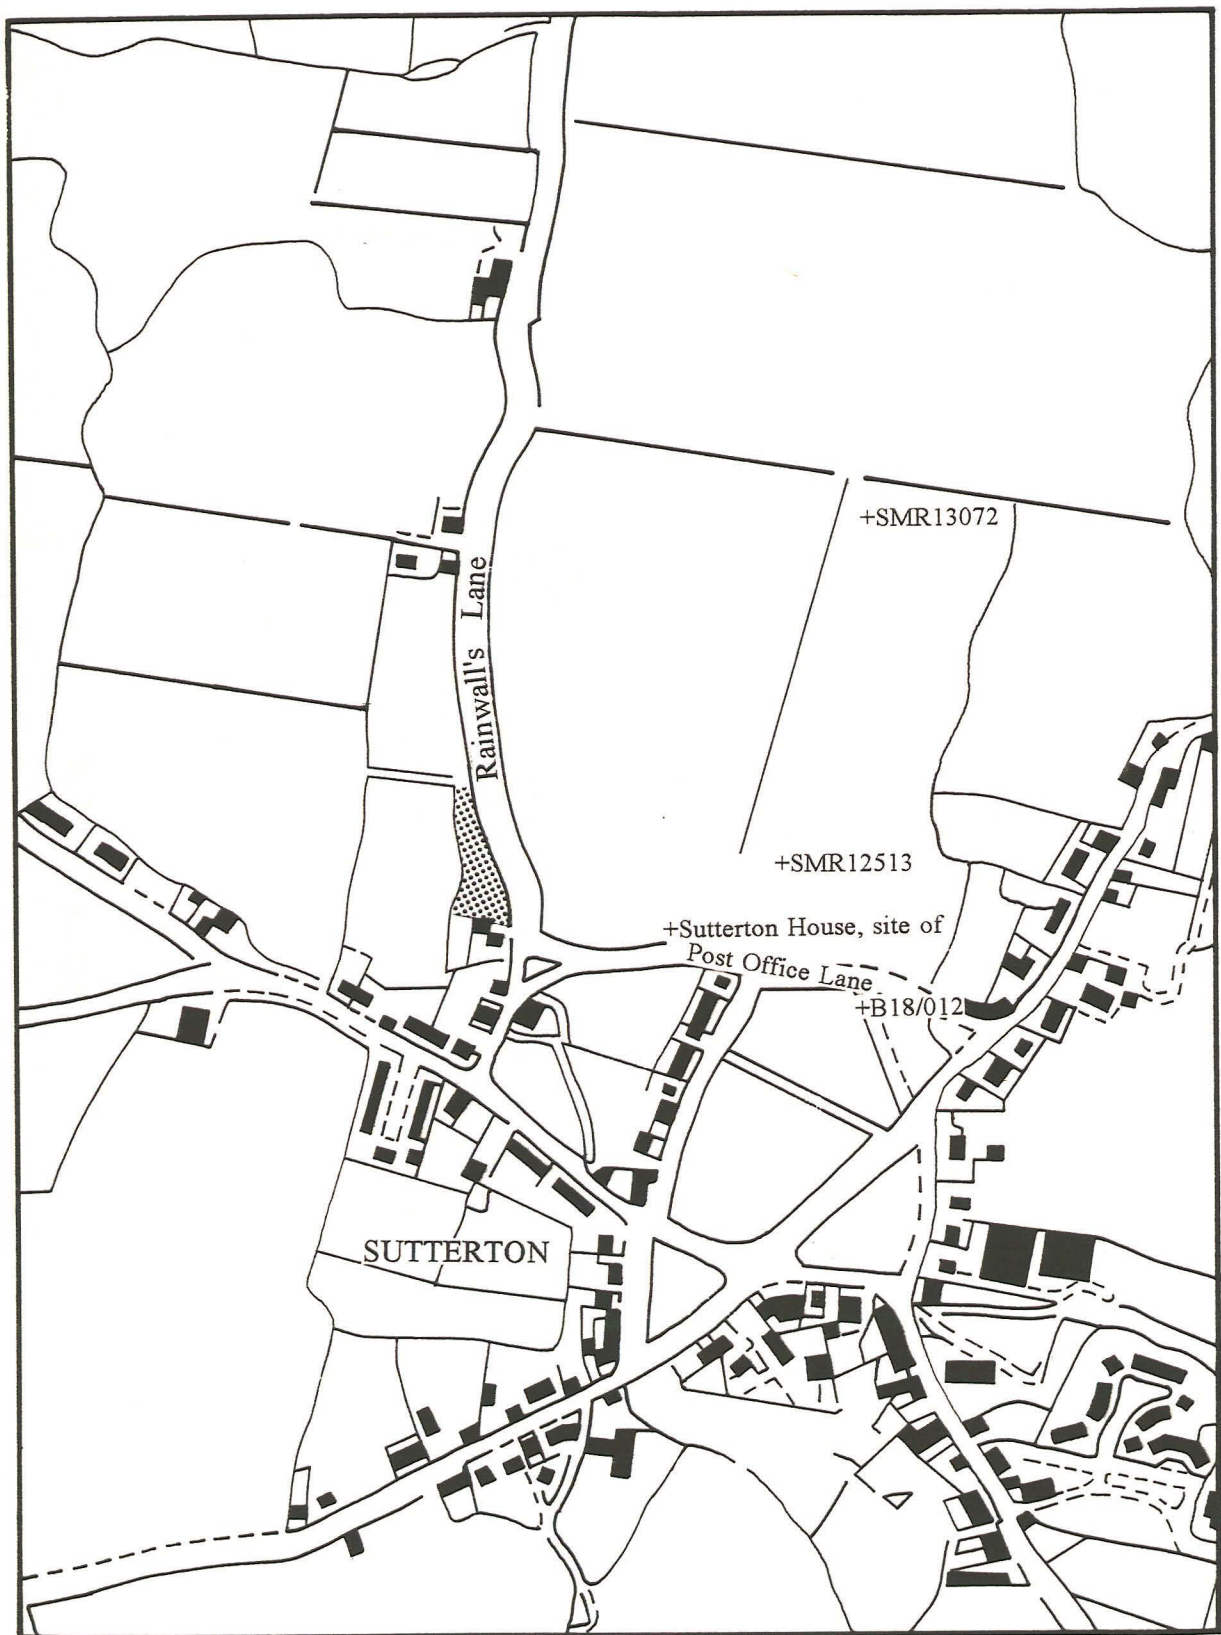 +SMR13072
Rainwall's Lane
+SMR12513
+Sutterton House, site of
Post Office Lane
+B18/012
SUTTERTON